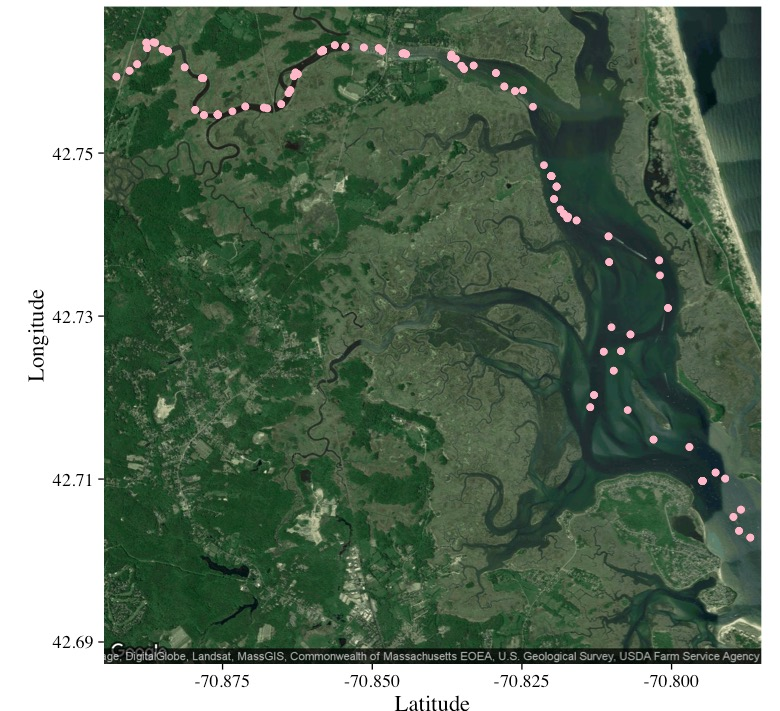 42.75
42.73
42.71
42.69
Longitude
Google
age, DigitalGlobe, Landsat, MassGIS, Commonwealth of Massachusetts EOEA, U.S. Geological Survey, USDA Farm Service Agency
-70.875 -70.850 -70.825 -70.800
Latitude